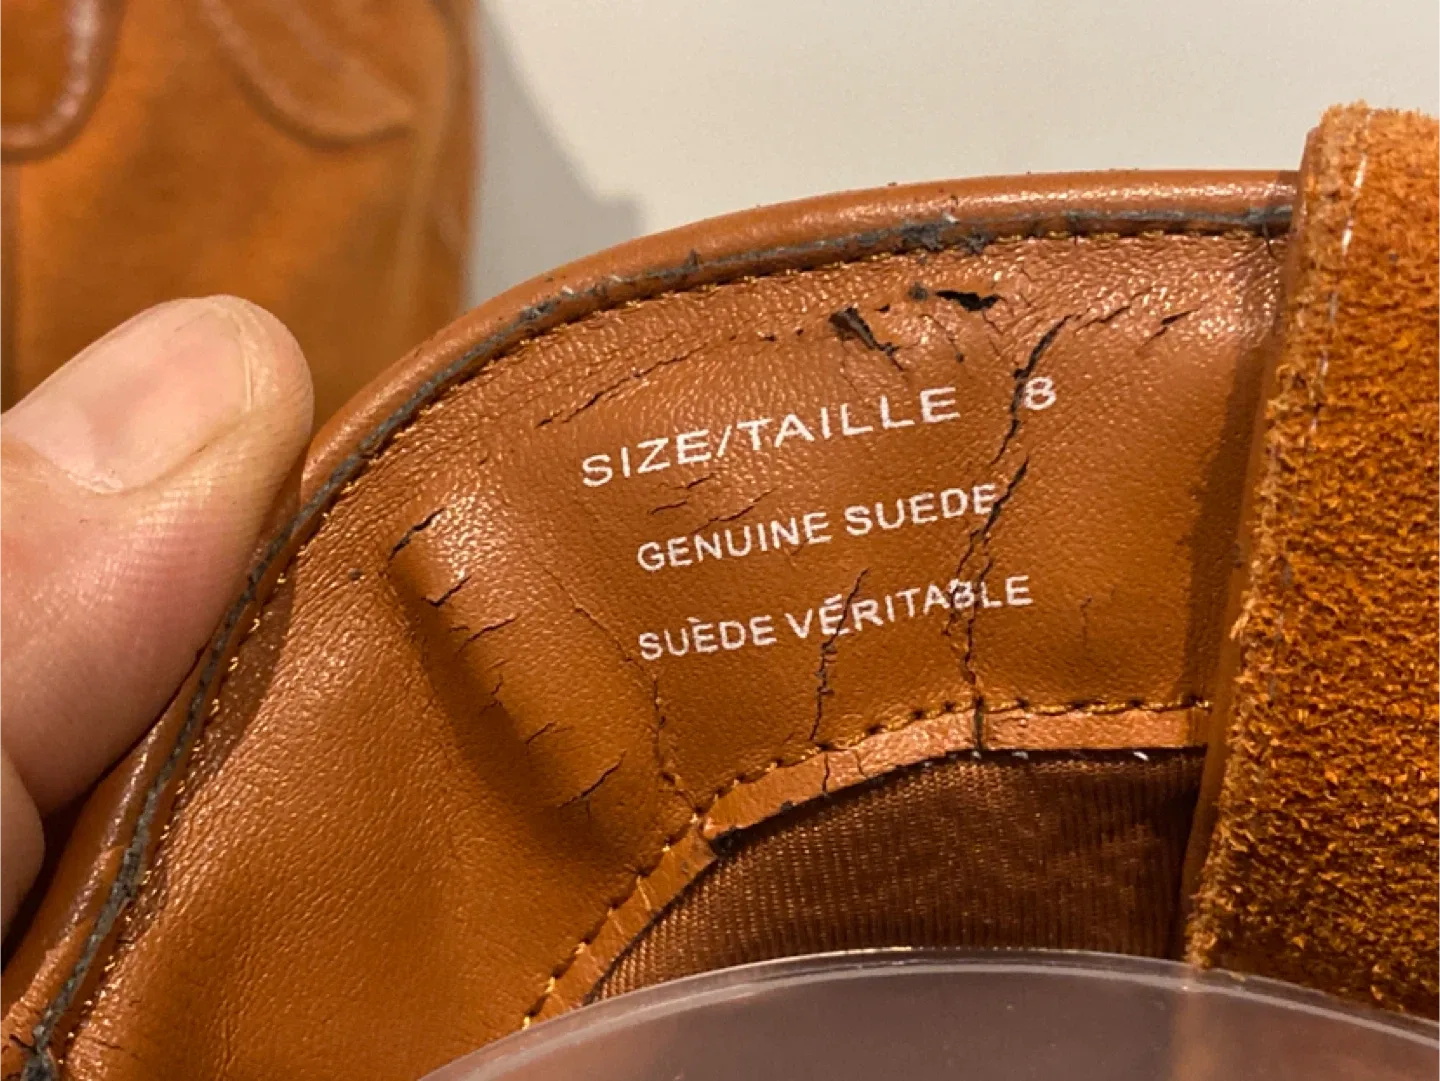 SIZE/TAILLE 8
GENUINE SUEDE
SUÈDE VÉRITABLE